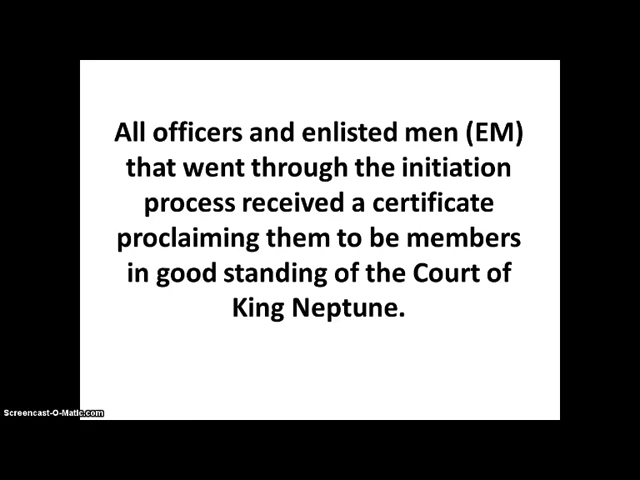 All officers and enlisted men (EM)
that went through the initiation
process received a certificate
proclaiming them to be members
in good standing of the Court of
King Neptune.
Screencast-O-Matic.com